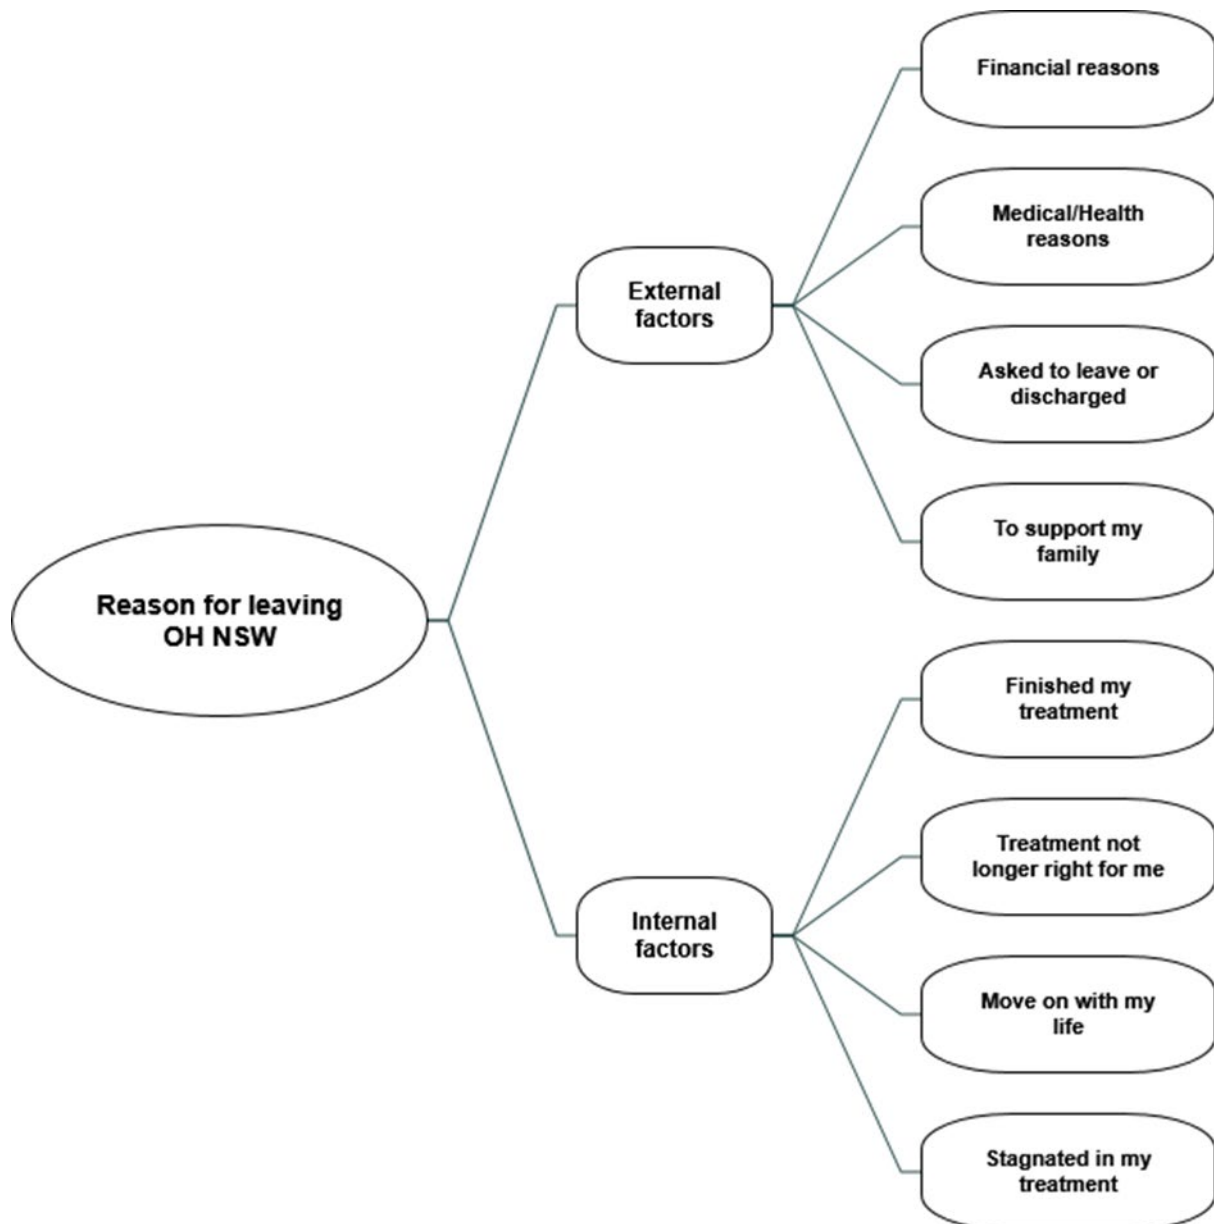 Financial reasons
Medical/Health
reasons
External
factors
Asked to leave or
discharged
To support my
family
Reason for leaving
OH NSW
Finished my
treatment
Treatment not
longer right for me
Internal
factors
Move on with my
life
Stagnated in my
treatment